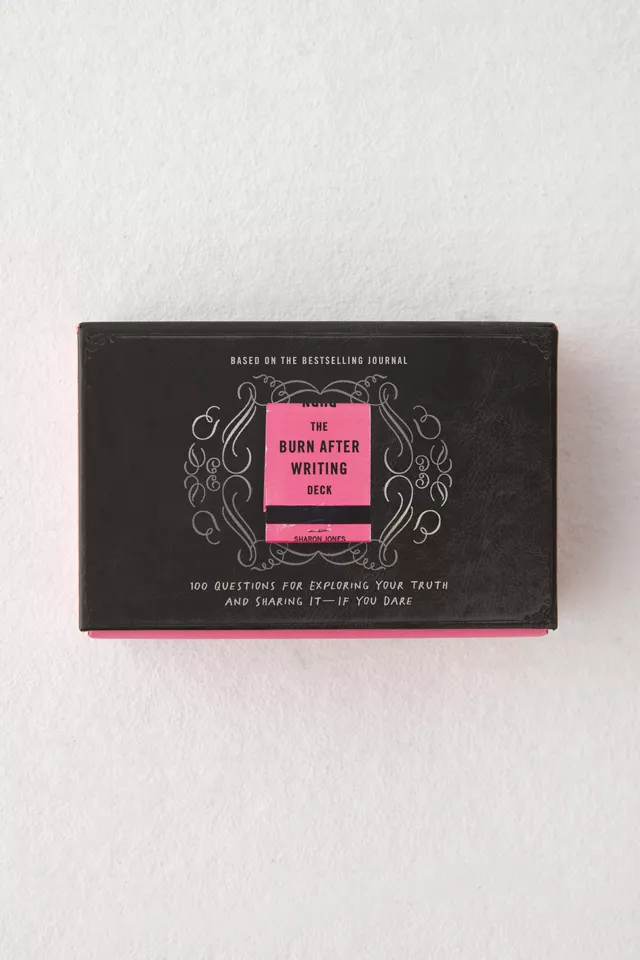 BASED ON THE BESTSELLING JOURNAL
THE
BURN AFTER
WRITING
DECK
SHARON JONES
100 QUESTIONS FOR EXPLORING YOUR TRUTH
AND SHARING IT—IF YOU DARE